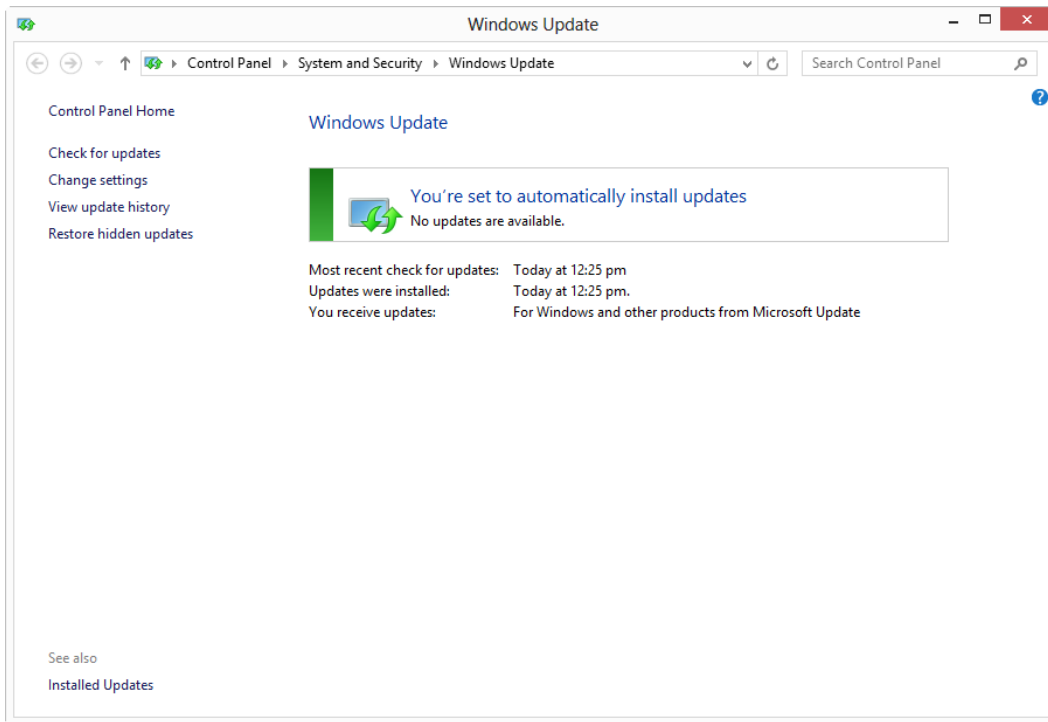 Windows Update
Control Panel
System and Security
Windows Update
Search Control Panel
?
Control Panel Home
Check for updates
Change settings
View update history
Restore hidden updates
Windows Update
You're set to automatically install updates
No updates are available.
Most recent check for updates: Today at 12:25 pm
Updates were installed: Today at 12:25 pm.
You receive updates: For Windows and other products from Microsoft Update
See also
Installed Updates